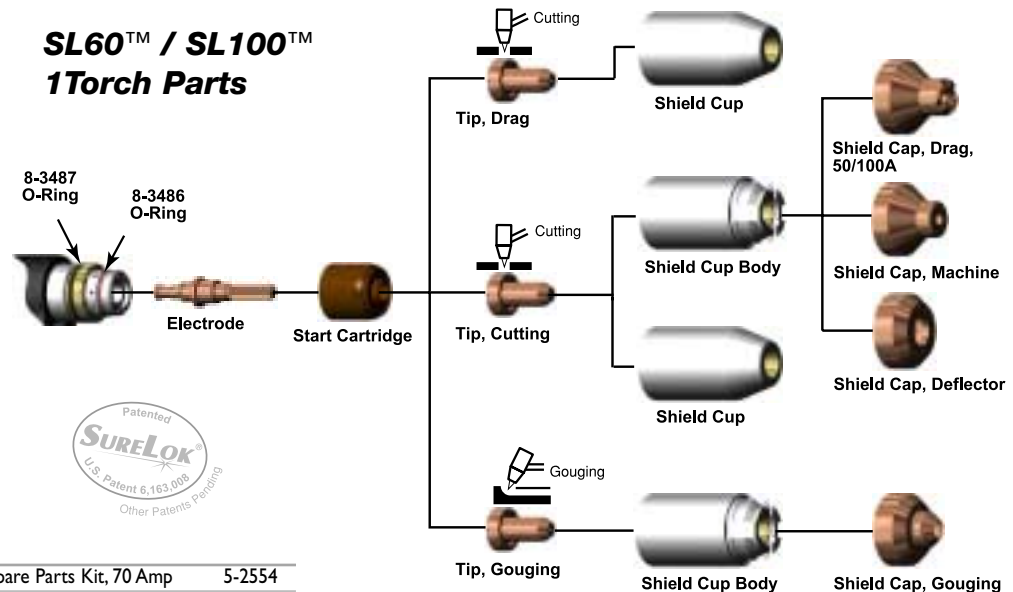 SL60™ / SL100™
1Torch Parts
8-3487
O-Ring
8-3486
O-Ring
Electrode
Start Cartridge
Cutting
Tip, Drag
Shield Cup
Cutting
Tip, Cutting
Shield Cup Body
Shield Cup
Shield Cap, Drag,
50/100A
Shield Cap, Machine
Shield Cap, Deflector
Gouging
Tip, Gouging
Shield Cup Body
Shield Cap, Gouging
Patented
SURELOK®
U.S. Patent 6,163,008
Other Patents Pending
Parts Kit, 70 Amp 5-2554